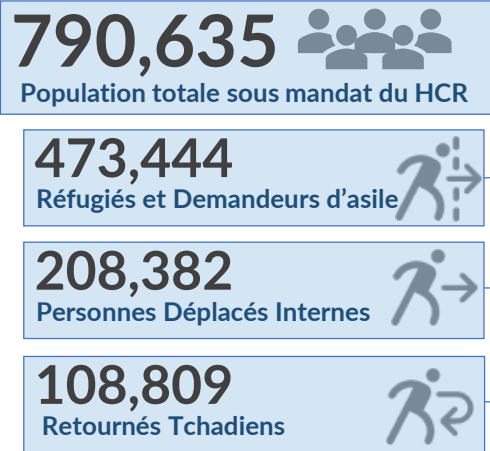 790,635
Population totale sous mandat du HCR
473,444
Réfugiés et Demandeurs d'asile
208,382
Personnes Déplacés Internes
108,809
Retournés Tchadiens